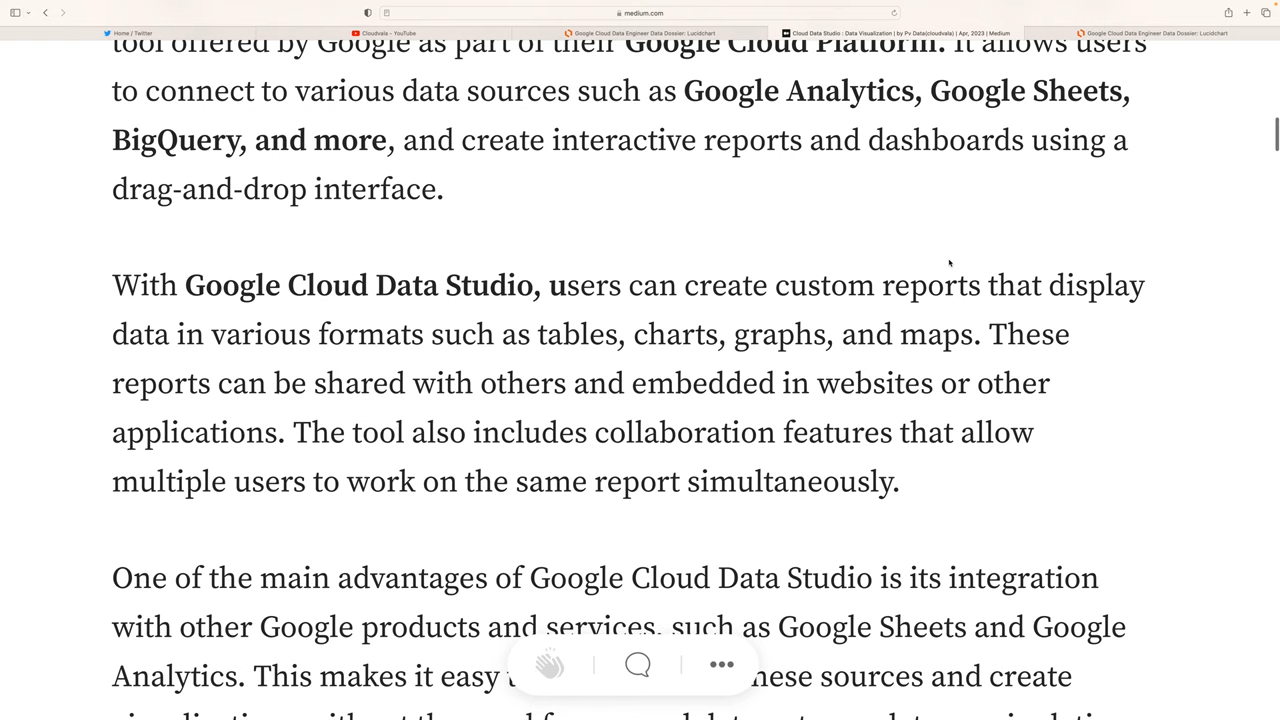 medium.com
Home / Twitter
Cloudvala - YouTube
Google Cloud Data Engineer Data Dossier: Lucidchart
Cloud Data Studio : Data Visualization | by Pv Data(cloudvala) | Apr, 2023 | Medium
Google Cloud Data Engineer Data Dossier: Lucidchart
tool offered by Google as part of their Google Cloud Platform. It allows users
to connect to various data sources such as Google Analytics, Google Sheets,
BigQuery, and more, and create interactive reports and dashboards using a
drag-and-drop interface.
With Google Cloud Data Studio, users can create custom reports that display
data in various formats such as tables, charts, graphs, and maps. These
reports can be shared with others and embedded in websites or other
applications. The tool also includes collaboration features that allow
multiple users to work on the same report simultaneously.
One of the main advantages of Google Cloud Data Studio is its integration
with other Google products and services, such as Google Sheets and Google
Analytics. This makes it easy sources and create